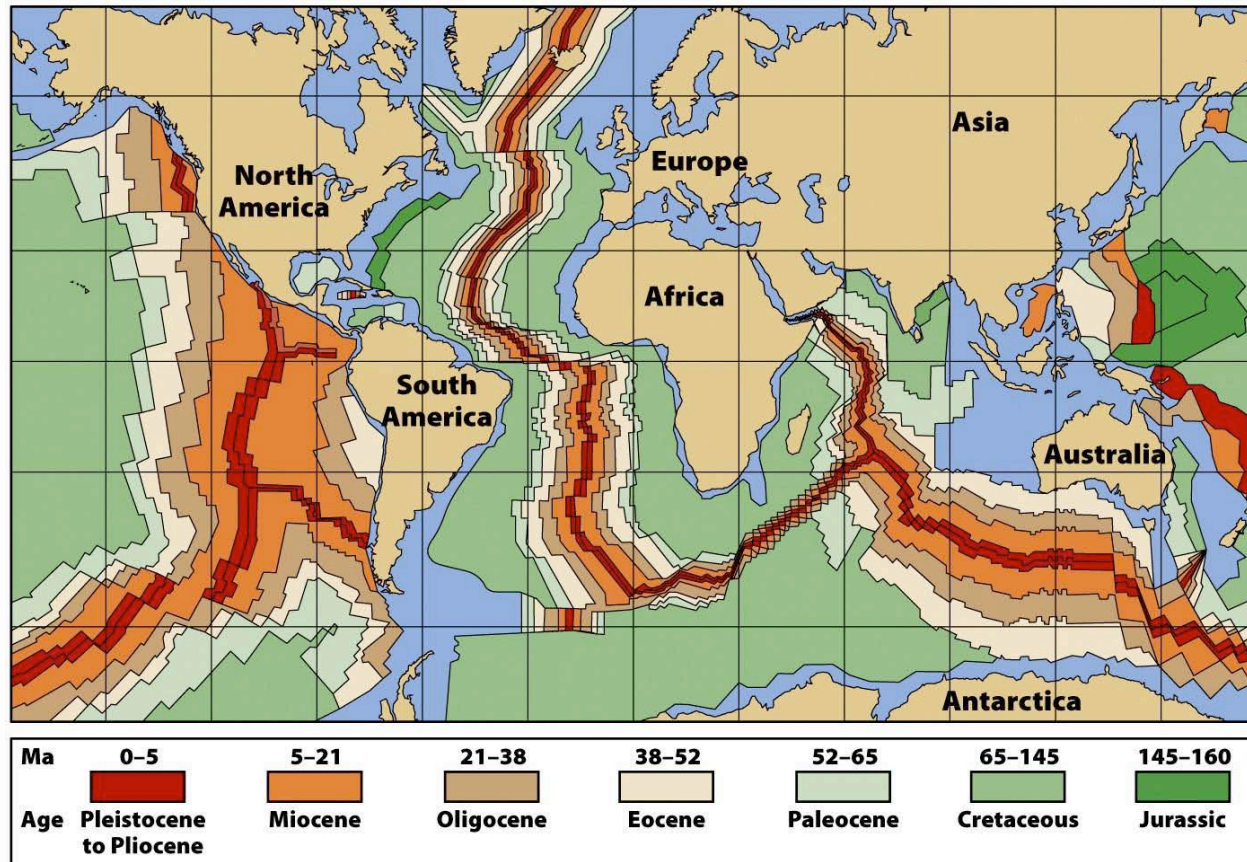 Asia
Europe
North
America
Africa
South
America
Australia
Antarctica
Ma 0–5 5–21 21–38 38–52 52–65 65–145 145–160
Age Pleistocene Miocene Oligocene Eocene Paleocene Cretaceous Jurassic
to Pliocene